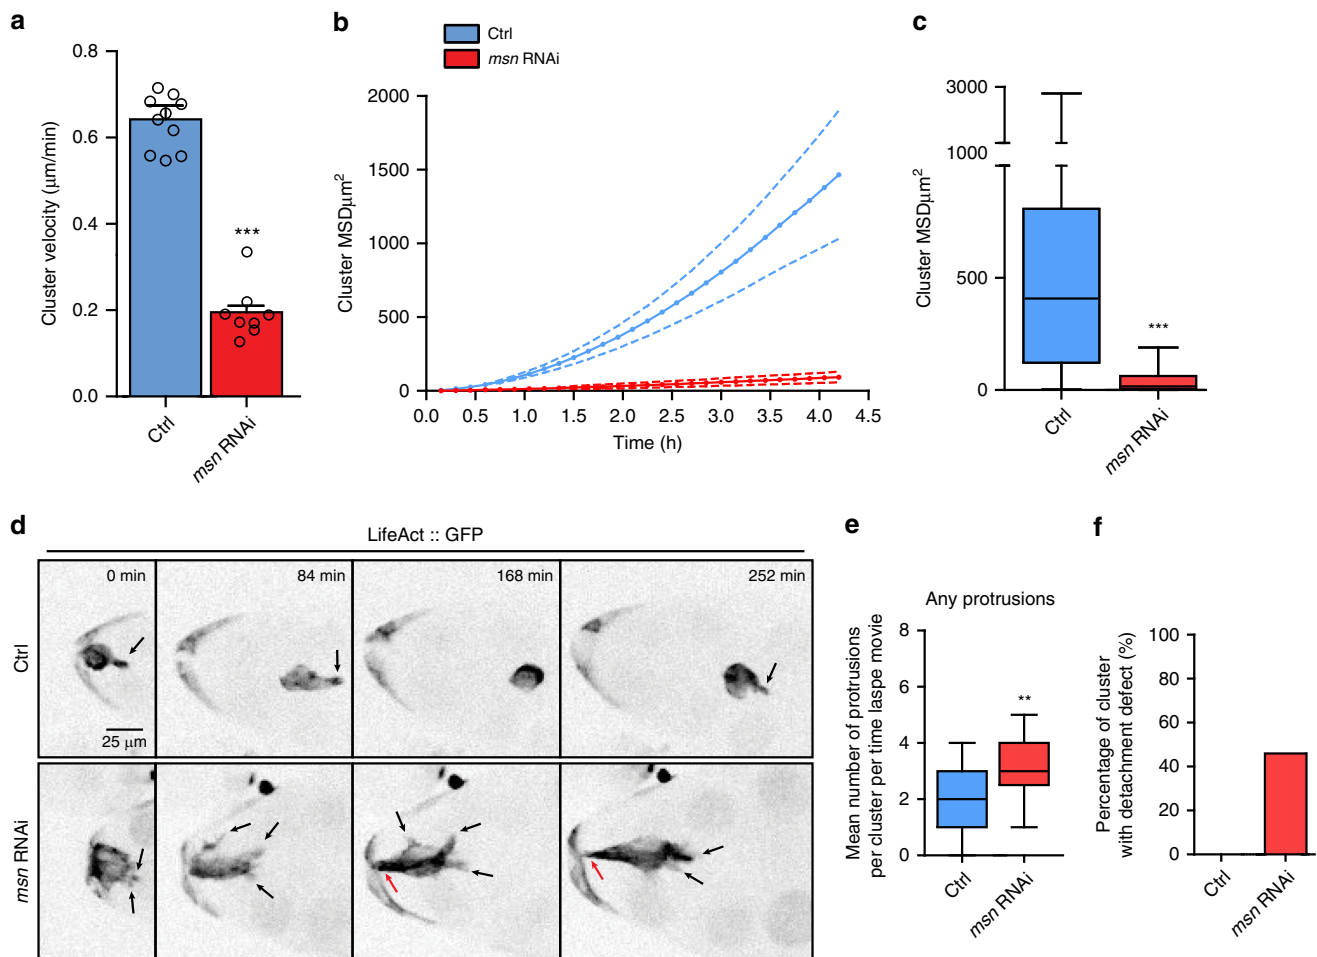 a
Cluster velocity (μm/min)
0.8
0.6
0.4
0.2
0.0
***
Ctrl
msn RNAi
b
Ctrl
msn RNAi
Cluster MSDμm²
2000
1500
1000
500
0
0.0 0.5 1.0 1.5 2.0 2.5 3.0 3.5 4.0 4.5
Time (h)
c
Cluster MSDμm²
3000
1000
500
0
***
Ctrl
msn RNAi
d
LifeAct :: GFP
0 min
84 min
168 min
252 min
Ctrl
25 μm
msn RNAi
e
Any protrusions
Mean number of protrusions
per cluster per time laspe movie
8
6
4
2
0
**
Ctrl
msn RNAi
f
Percentage of cluster
with detachment defect (%)
100
80
60
40
20
0
Ctrl
msn RNAi